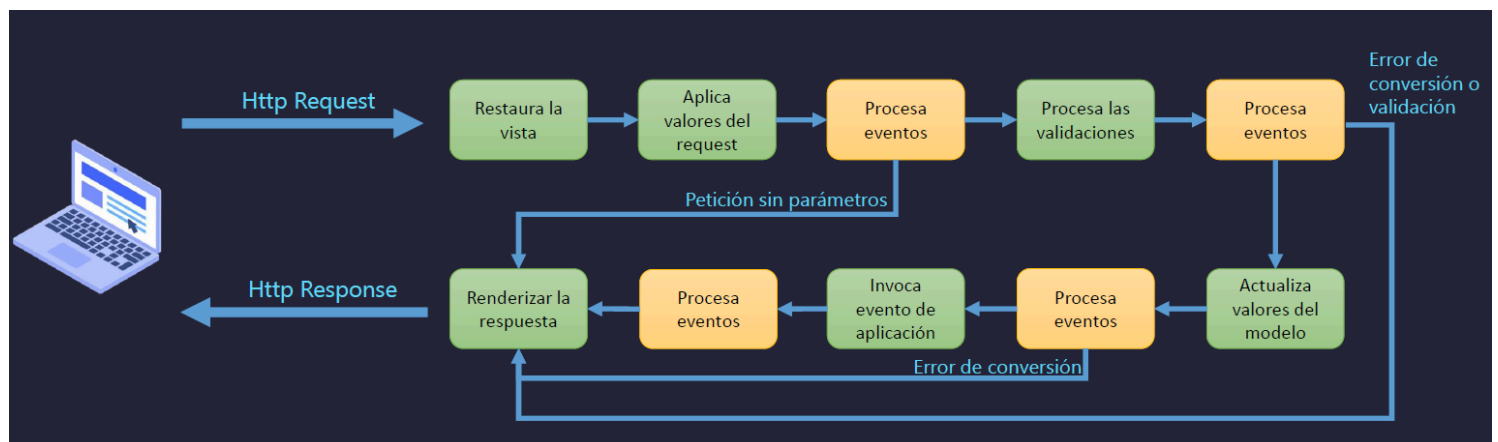 Http Request
Restaura la
vista
Aplica
valores del
request
Procesa
eventos
Procesa las
validaciones
Procesa
eventos
Error de
conversión o
validación
Petición sin parámetros
Http Response
Renderizar la
respuesta
Procesa
eventos
Invoca
evento de
aplicación
Procesa
eventos
Actualiza
valores del
modelo
Error de conversión